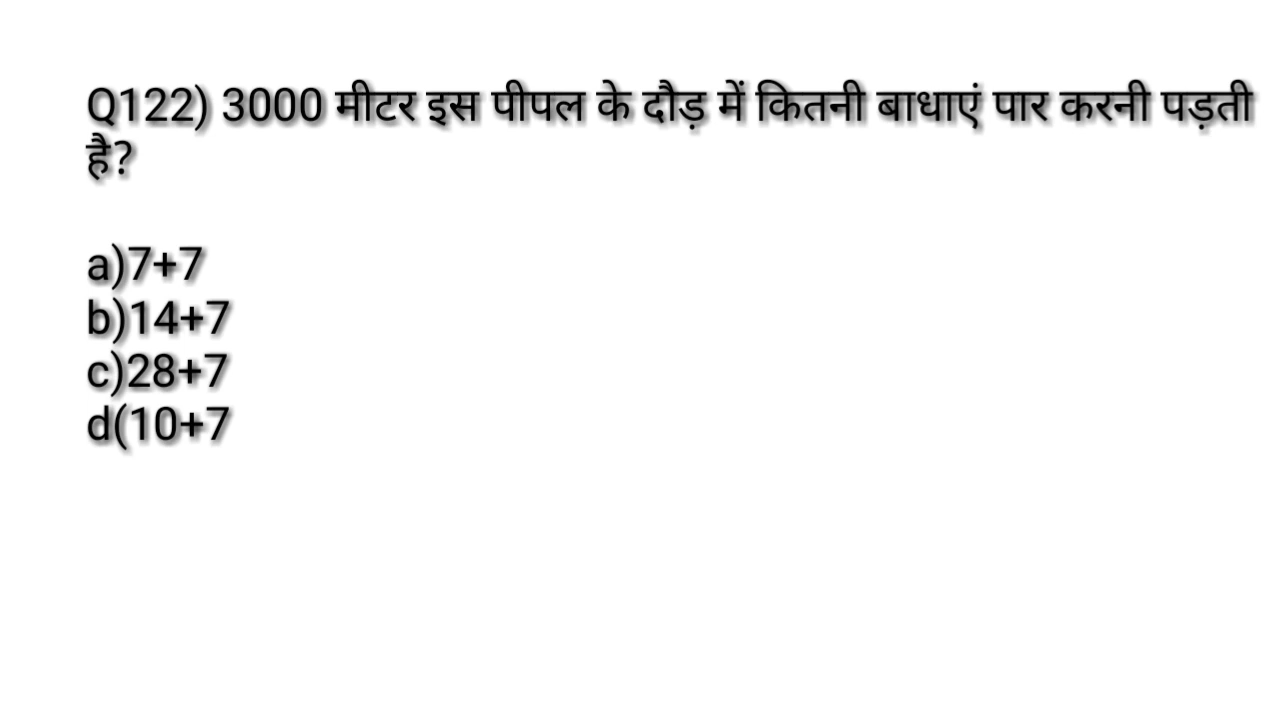 Q122) 3000 मीटर इस पीपल के दौड़ में कितनी बाधाएं पार करनी पड़ती
है?
a)7+7
b)14+7
c)28+7
d(10+7